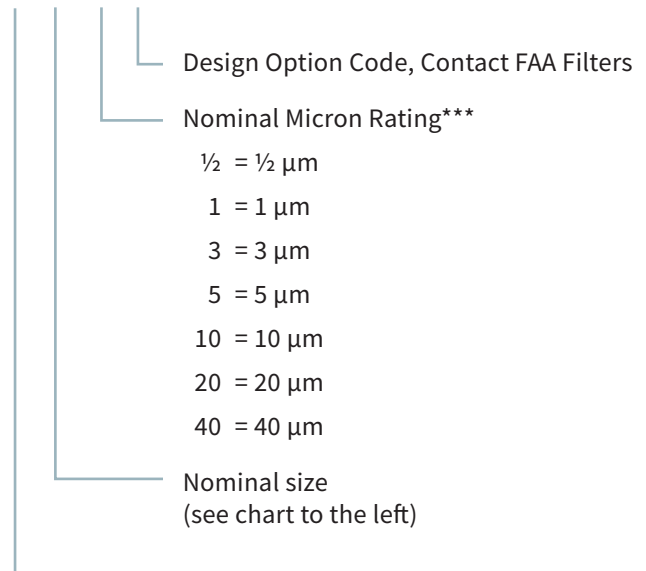 Design Option Code, Contact FAA Filters
Nominal Micron Rating***
½ = ½ µm
1 = 1 µm
3 = 3 µm
5 = 5 µm
10 = 10 µm
20 = 20 µm
40 = 40 µm
Nominal size
(see chart to the left)